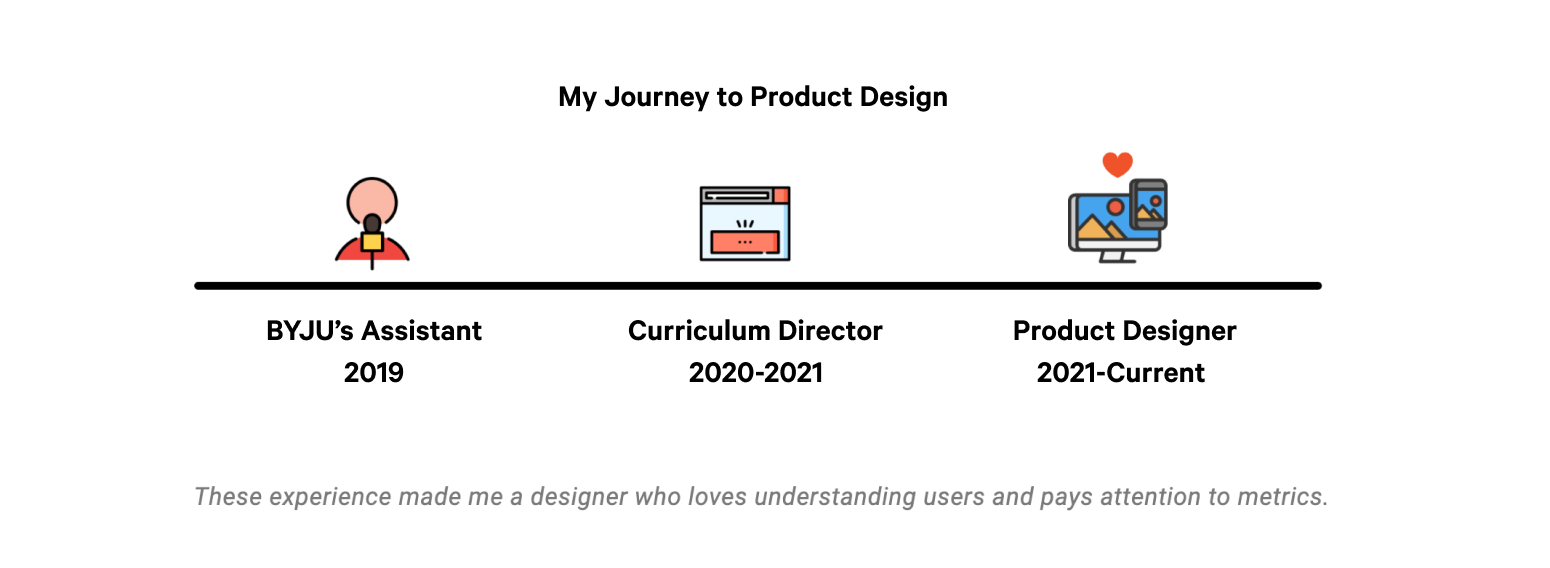 My Journey to Product Design
BYJU’s Assistant
2019
Curriculum Director
2020-2021
Product Designer
2021-Current
These experience made me a designer who loves understanding users and pays attention to metrics.